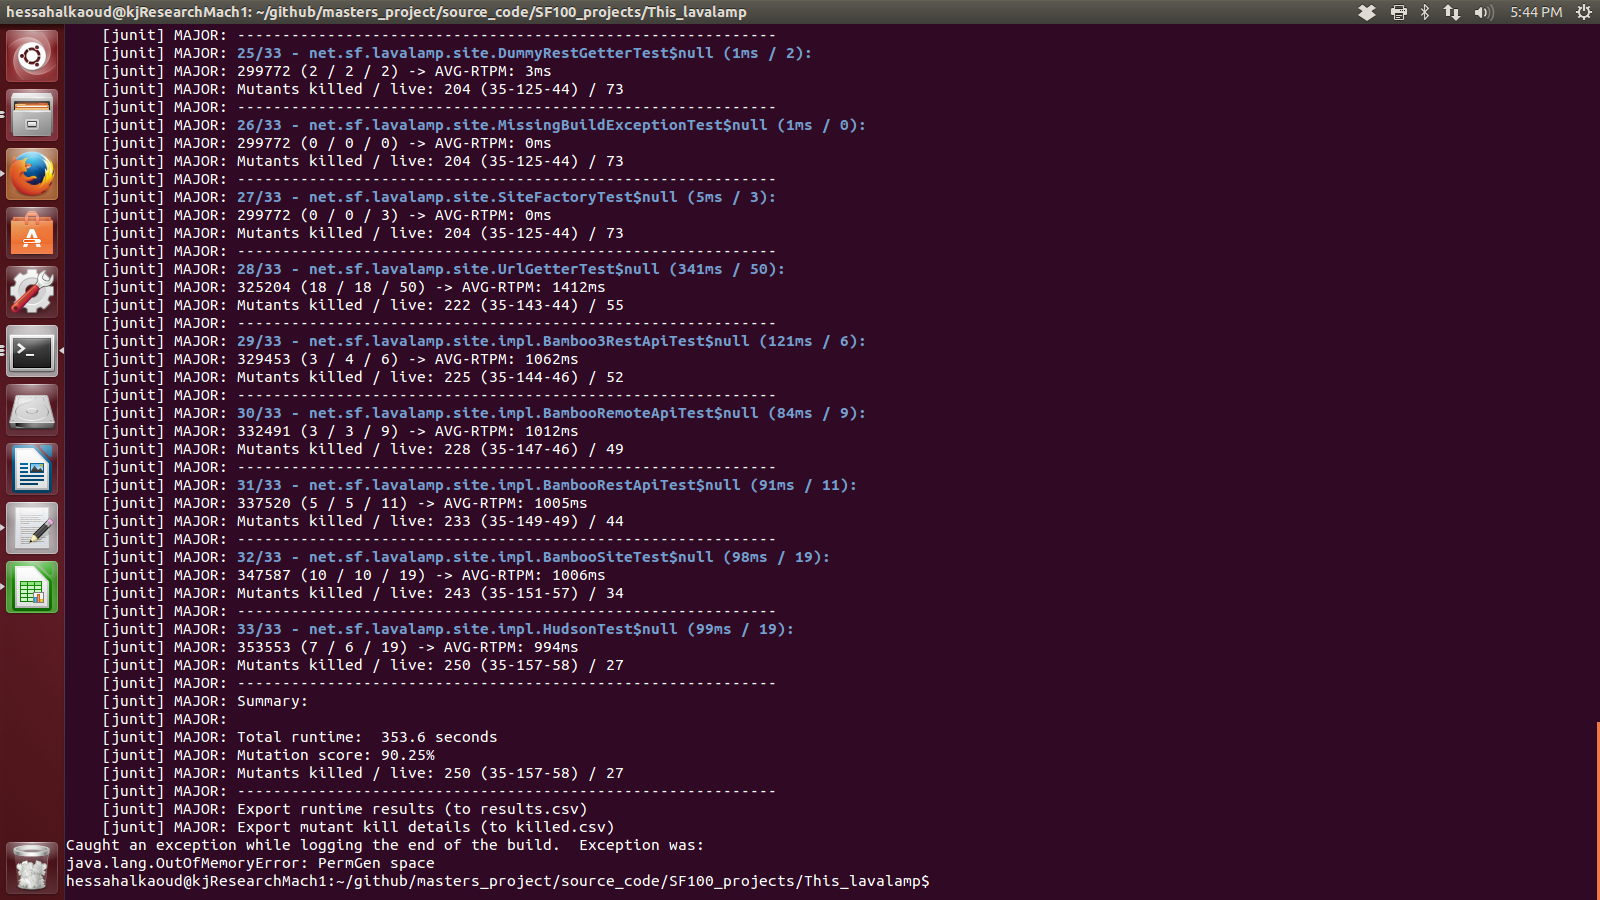 hessahalkaoud@kjResearchMach1: ~/github/masters_project/source_code/SF100_projects/This_lavalamp
5:44 PM
[junit] MAJOR: ------------------------------------------------------------
[junit] MAJOR: 25/33 - net.sf.lavalamp.site.DummyRestGetterTest$null (1ms / 2):
[junit] MAJOR: 299772 (2 / 2 / 2) -> AVG-RTPM: 3ms
[junit] MAJOR: Mutants killed / live: 204 (35-125-44) / 73
[junit] MAJOR: ------------------------------------------------------------
[junit] MAJOR: 26/33 - net.sf.lavalamp.site.MissingBuildExceptionTest$null (1ms / 0):
[junit] MAJOR: 299772 (0 / 0 / 0) -> AVG-RTPM: 0ms
[junit] MAJOR: Mutants killed / live: 204 (35-125-44) / 73
[junit] MAJOR: ------------------------------------------------------------
[junit] MAJOR: 27/33 - net.sf.lavalamp.site.SiteFactoryTest$null (5ms / 3):
[junit] MAJOR: 299772 (0 / 0 / 3) -> AVG-RTPM: 0ms
[junit] MAJOR: Mutants killed / live: 204 (35-125-44) / 73
[junit] MAJOR: ------------------------------------------------------------
[junit] MAJOR: 28/33 - net.sf.lavalamp.site.UrlGetterTest$null (341ms / 50):
[junit] MAJOR: 325204 (18 / 18 / 50) -> AVG-RTPM: 1412ms
[junit] MAJOR: Mutants killed / live: 222 (35-143-44) / 55
[junit] MAJOR: ------------------------------------------------------------
[junit] MAJOR: 29/33 - net.sf.lavalamp.site.impl.Bamboo3RestApiTest$null (121ms / 6):
[junit] MAJOR: 329453 (3 / 4 / 6) -> AVG-RTPM: 1062ms
[junit] MAJOR: Mutants killed / live: 225 (35-144-46) / 52
[junit] MAJOR: ------------------------------------------------------------
[junit] MAJOR: 30/33 - net.sf.lavalamp.site.impl.BambooRemoteApiTest$null (84ms / 9):
[junit] MAJOR: 332491 (3 / 3 / 9) -> AVG-RTPM: 1012ms
[junit] MAJOR: Mutants killed / live: 228 (35-147-46) / 49
[junit] MAJOR: ------------------------------------------------------------
[junit] MAJOR: 31/33 - net.sf.lavalamp.site.impl.BambooRestApiTest$null (91ms / 11):
[junit] MAJOR: 337520 (5 / 5 / 11) -> AVG-RTPM: 1005ms
[junit] MAJOR: Mutants killed / live: 233 (35-149-49) / 44
[junit] MAJOR: ------------------------------------------------------------
[junit] MAJOR: 32/33 - net.sf.lavalamp.site.impl.BambooSiteTest$null (98ms / 19):
[junit] MAJOR: 347587 (10 / 10 / 19) -> AVG-RTPM: 1006ms
[junit] MAJOR: Mutants killed / live: 243 (35-151-57) / 34
[junit] MAJOR: ------------------------------------------------------------
[junit] MAJOR: 33/33 - net.sf.lavalamp.site.impl.HudsonTest$null (99ms / 19):
[junit] MAJOR: 353553 (7 / 6 / 19) -> AVG-RTPM: 994ms
[junit] MAJOR: Mutants killed / live: 250 (35-157-58) / 27
[junit] MAJOR: ------------------------------------------------------------
[junit] MAJOR: Summary:
[junit] MAJOR:
[junit] MAJOR: Total runtime:  353.6 seconds
[junit] MAJOR: Mutation score: 90.25%
[junit] MAJOR: Mutants killed / live: 250 (35-157-58) / 27
[junit] MAJOR: ------------------------------------------------------------
[junit] MAJOR: Export runtime results (to results.csv)
[junit] MAJOR: Export mutant kill details (to killed.csv)
Caught an exception while logging the end of the build.  Exception was:
java.lang.OutOfMemoryError: PermGen space
hessahalkaoud@kjResearchMach1:~/github/masters_project/source_code/SF100_projects/This_lavalamp$